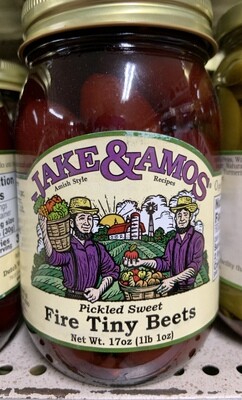 JAKE & AMOS
Amish Style Recipes
Pickled Sweet
Fire Tiny Beets
Net Wt. 17oz (1lb 1oz)